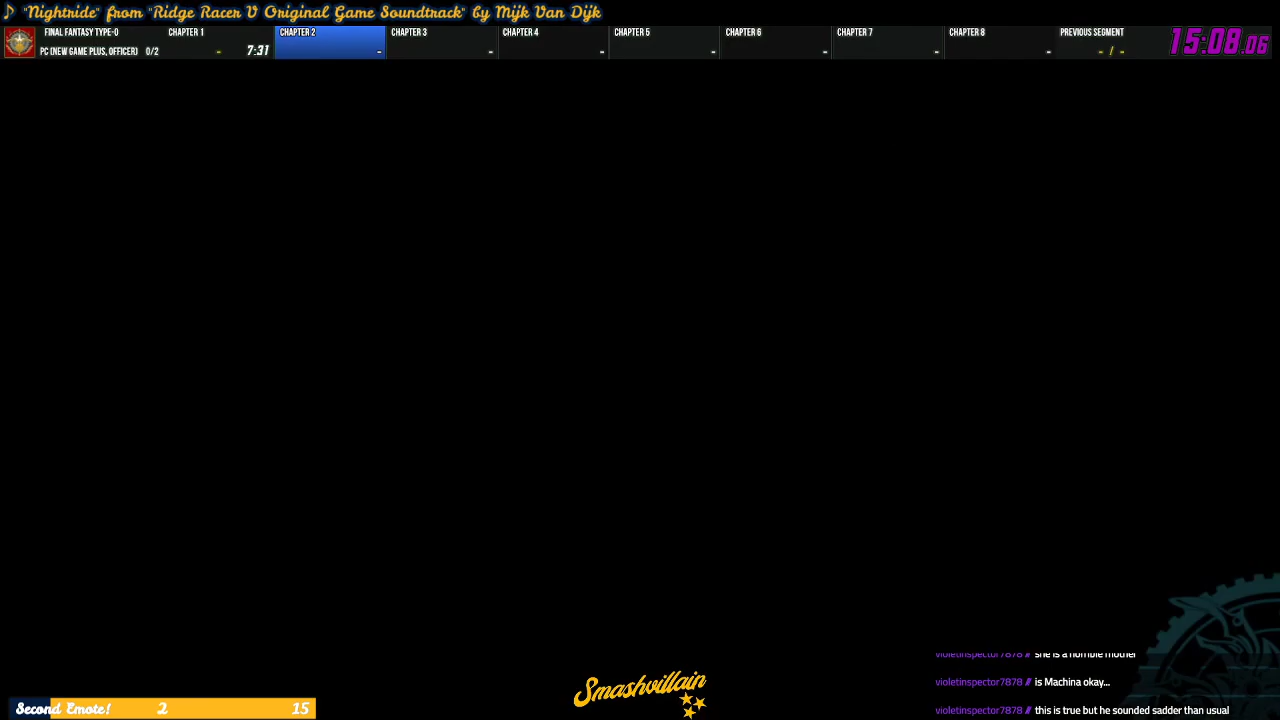 ♪ "Nightride" from "Ridge Racer V Original Game Soundtrack" by Mijk Van Dijk
FINAL FANTASY TYPE-0
PC (NEW GAME PLUS, OFFICER) 0/2
CHAPTER 1
- 7:31
CHAPTER 2
-
CHAPTER 3
-
CHAPTER 4
-
CHAPTER 5
-
CHAPTER 6
-
CHAPTER 7
-
CHAPTER 8
-
PREVIOUS SEGMENT
- / -
15:08.06
violetinspector7878 // she is a horrible mother
violetinspector7878 // is Machina okay...
violetinspector7878 // this is true but he sounded sadder than usual
Smashvillain
Second Emote! 2 15